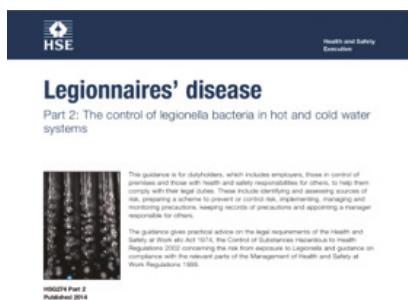 HSE
Health and Safety
Executive
Legionnaires' disease
Part 2: The control of legionella bacteria in hot and cold water
systems
This guidance is for dutyholders, which includes employers, those in control of
premises and those with health and safety responsibilities for others, to help them
comply with their legal duties. These include identifying and assessing sources of
risk, preparing a scheme to prevent or control risk, implementing, managing and
monitoring precautions, keeping records of precautions and appointing a manager
responsible for others.
The guidance gives practical advice on the legal requirements of the Health and
Safety at Work etc Act 1974, the Control of Substances Hazardous to Health
Regulations 2002 concerning the risk from exposure to Legionella and guidance on
compliance with the relevant parts of the Management of Health and Safety at
Work Regulations 1999.
HSG274 Part 2
Published 2014